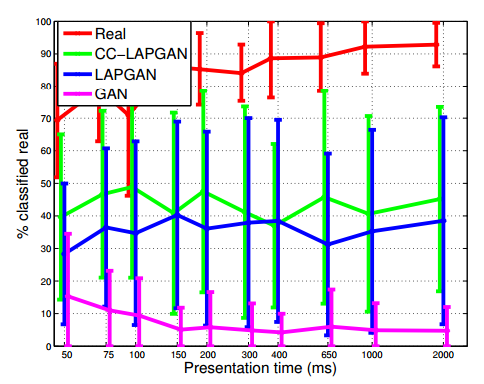 100
90
80
70
60
50
40
30
20
10
0
% classified real
Real
CC-LAPGAN
LAPGAN
GAN
50 75 100 150 200 300 400 650 1000 2000
Presentation time (ms)